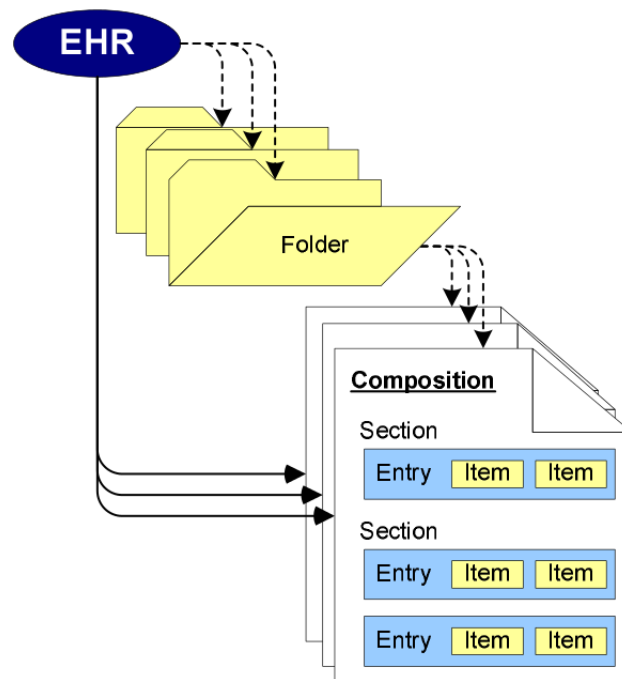 EHR
Folder
Composition
Section
Entry Item Item
Section
Entry Item Item
Entry Item Item